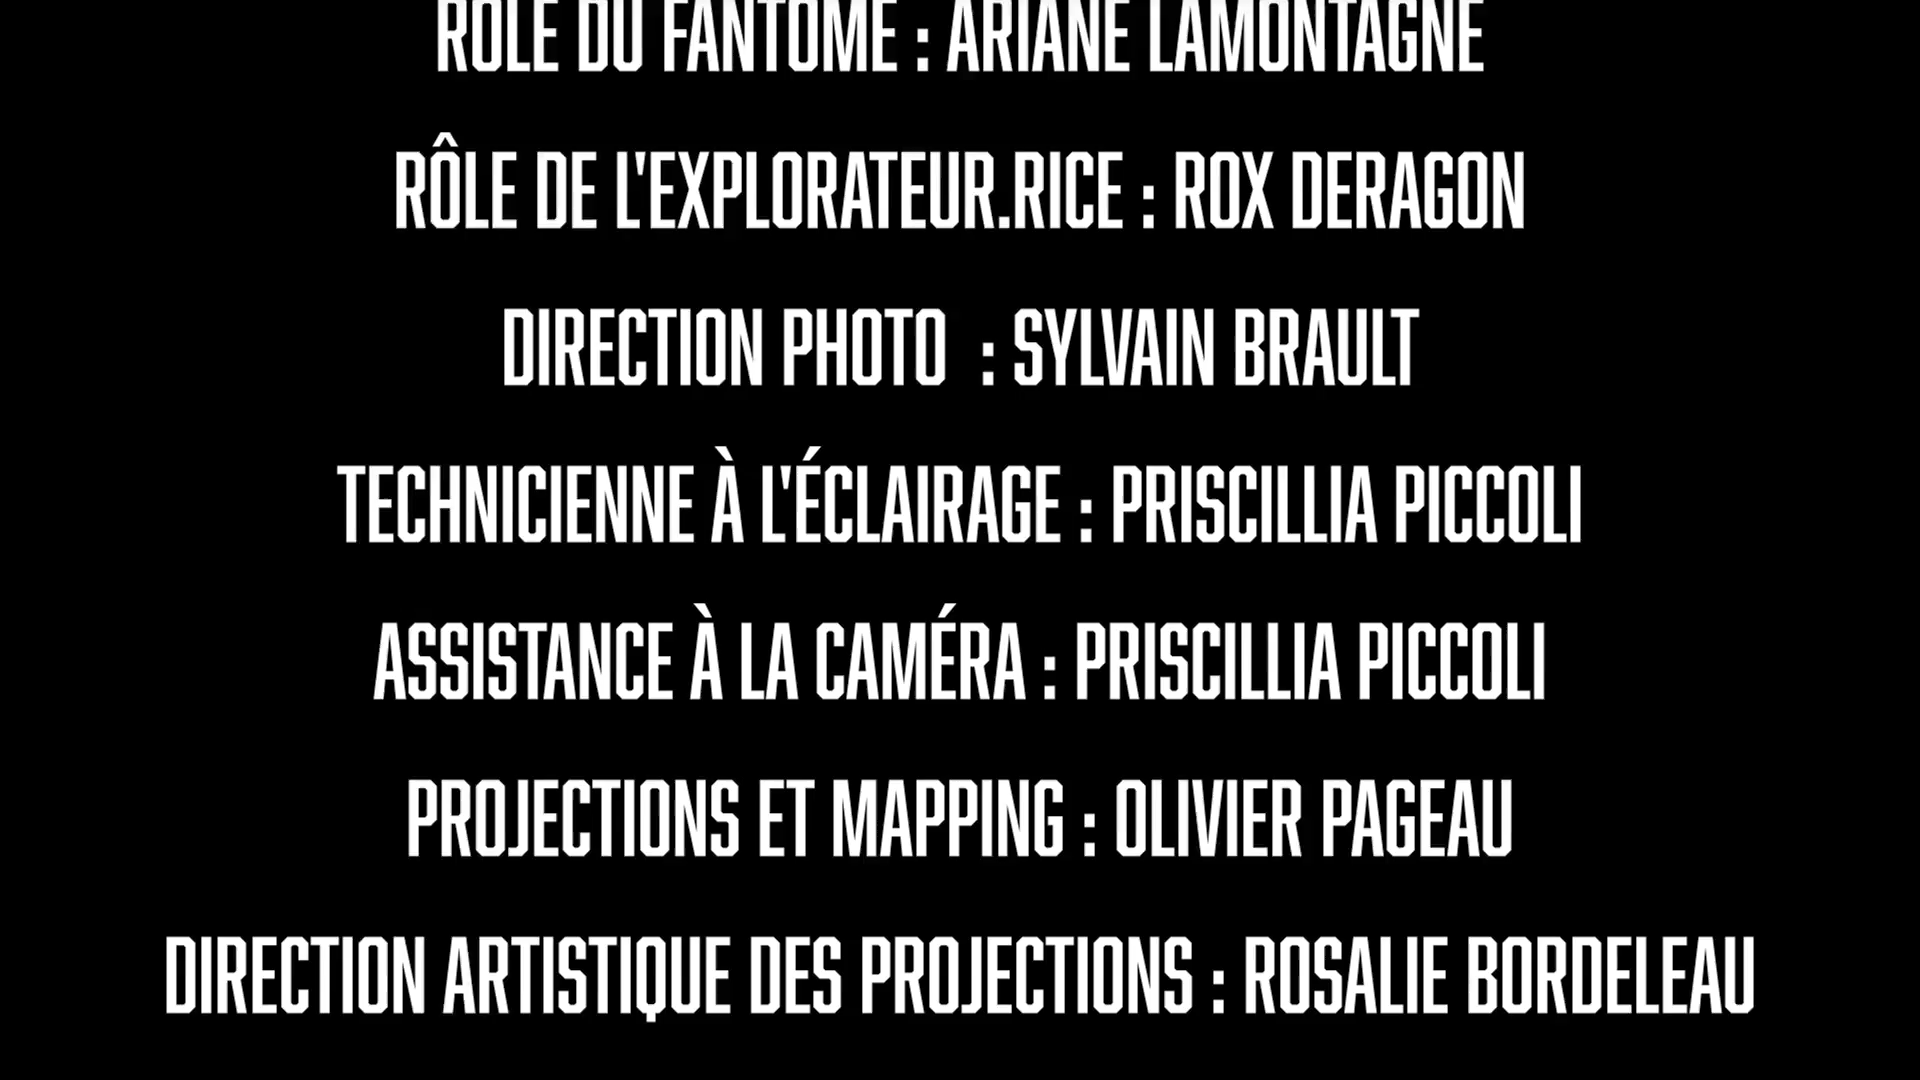 RÔLE DU FANTÔME : ARIANE LAMONTAGNE
RÔLE DE L'EXPLORATEUR.RICE : ROX DERAGON
DIRECTION PHOTO  : SYLVAIN BRAULT
TECHNICIENNE À L'ÉCLAIRAGE : PRISCILLIA PICCOLI
ASSISTANCE À LA CAMÉRA : PRISCILLIA PICCOLI
PROJECTIONS ET MAPPING : OLIVIER PAGEAU
DIRECTION ARTISTIQUE DES PROJECTIONS : ROSALIE BORDELEAU